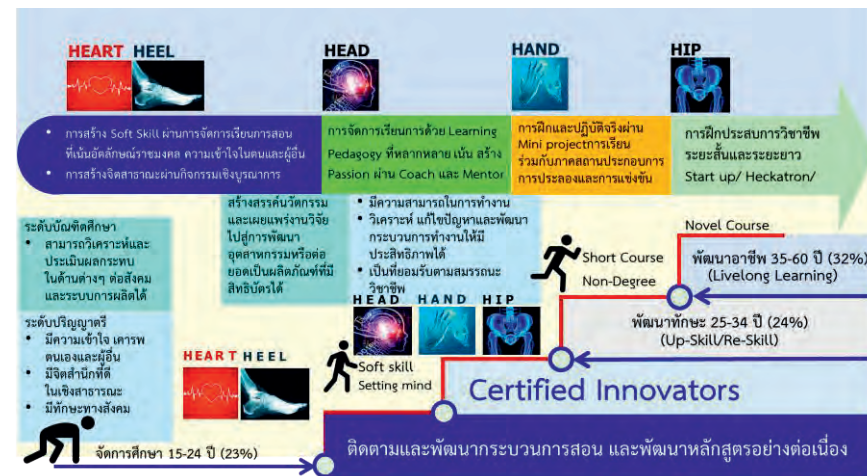 HEART HEEL
HEAD
HAND
HIP
• การสร้าง Soft Skill ผ่านการจัดการเรียนการสอน
ที่เน้นอัตลักษณ์ราชมงคล ความเข้าใจในตนและผู้อื่น
• การสร้างจิตสาธารณะผ่านกิจกรรมเชิงบูรณาการ
การจัดการเรียนการด้วย Learning
Pedagogy ที่หลากหลาย เน้น สร้าง
Passion ผ่าน Coach และ Mentor
การฝึกและปฏิบัติจริงผ่าน
Mini projectการเรียน
ร่วมกับภาคสถานประกอบการ
การประลองและการแข่งขัน
การฝึกประสบการวิชาชีพ
ระยะสั้นและระยะยาว
Start up/ Heckatron/
ระดับบัณฑิตศึกษา
• สามารถวิเคราะห์และ
ประเมินผลกระทบ
ในด้านต่างๆ ต่อสังคม
และระบบการผลิตได้
สร้างสรรค์นวัตกรรม
และเผยแพร่งานวิจัย
ไปสู่การพัฒนา
อุตสาหกรรมหรือต่อ
ยอดเป็นผลิตภัณฑ์ที่มี
สิทธิบัตรได้
• มีความสามารถในการทำงาน
• วิเคราะห์ แก้ไขปัญหาและพัฒนา
กระบวนการทำงานให้มี
ประสิทธิภาพได้
• เป็นที่ยอมรับตามสมรรถนะ
วิชาชีพ
HEAD HAND HIP
ระดับปริญญาตรี
• มีความเข้าใจ เคารพ
ตนเองและผู้อื่น
• มีจิตสำนึกที่ดี
ในเชิงสาธารณะ
• มีทักษะทางสังคม
HEART HEEL
Soft skill
Setting mind
Short Course
Non-Degree
Novel Course
พัฒนาอาชีพ 35-60 ปี (32%)
(Livelong Learning)
พัฒนาทักษะ 25-34 ปี (24%)
(Up-Skill/Re-Skill)
Certified Innovators
จัดการศึกษา 15-24 ปี (23%)
ติดตามและพัฒนากระบวนการสอน และพัฒนาหลักสูตรอย่างต่อเนื่อง